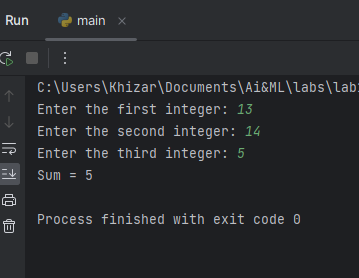 Run main
C:\Users\Khizar\Documents\Ai&ML\labs\lab
Enter the first integer: 13
Enter the second integer: 14
Enter the third integer: 5
Sum = 5
Process finished with exit code 0